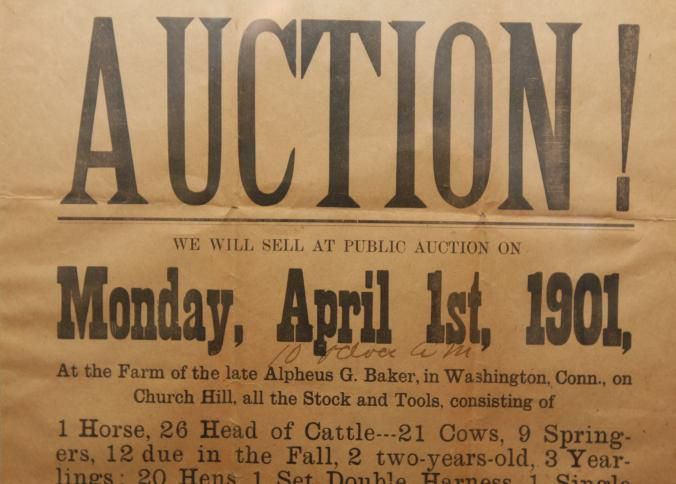 AUCTION!
WE WILL SELL AT PUBLIC AUCTION ON
Monday, April 1st, 1901,
10 o'clock A M
At the Farm of the late Alpheus G. Baker, in Washington, Conn., on
Church Hill, all the Stock and Tools, consisting of
1 Horse, 26 Head of Cattle---21 Cows, 9 Spring-
ers, 12 due in the Fall, 2 two-years-old, 3 Year-
lings; 20 Hens, 1 Set Double Harness, 1 Single